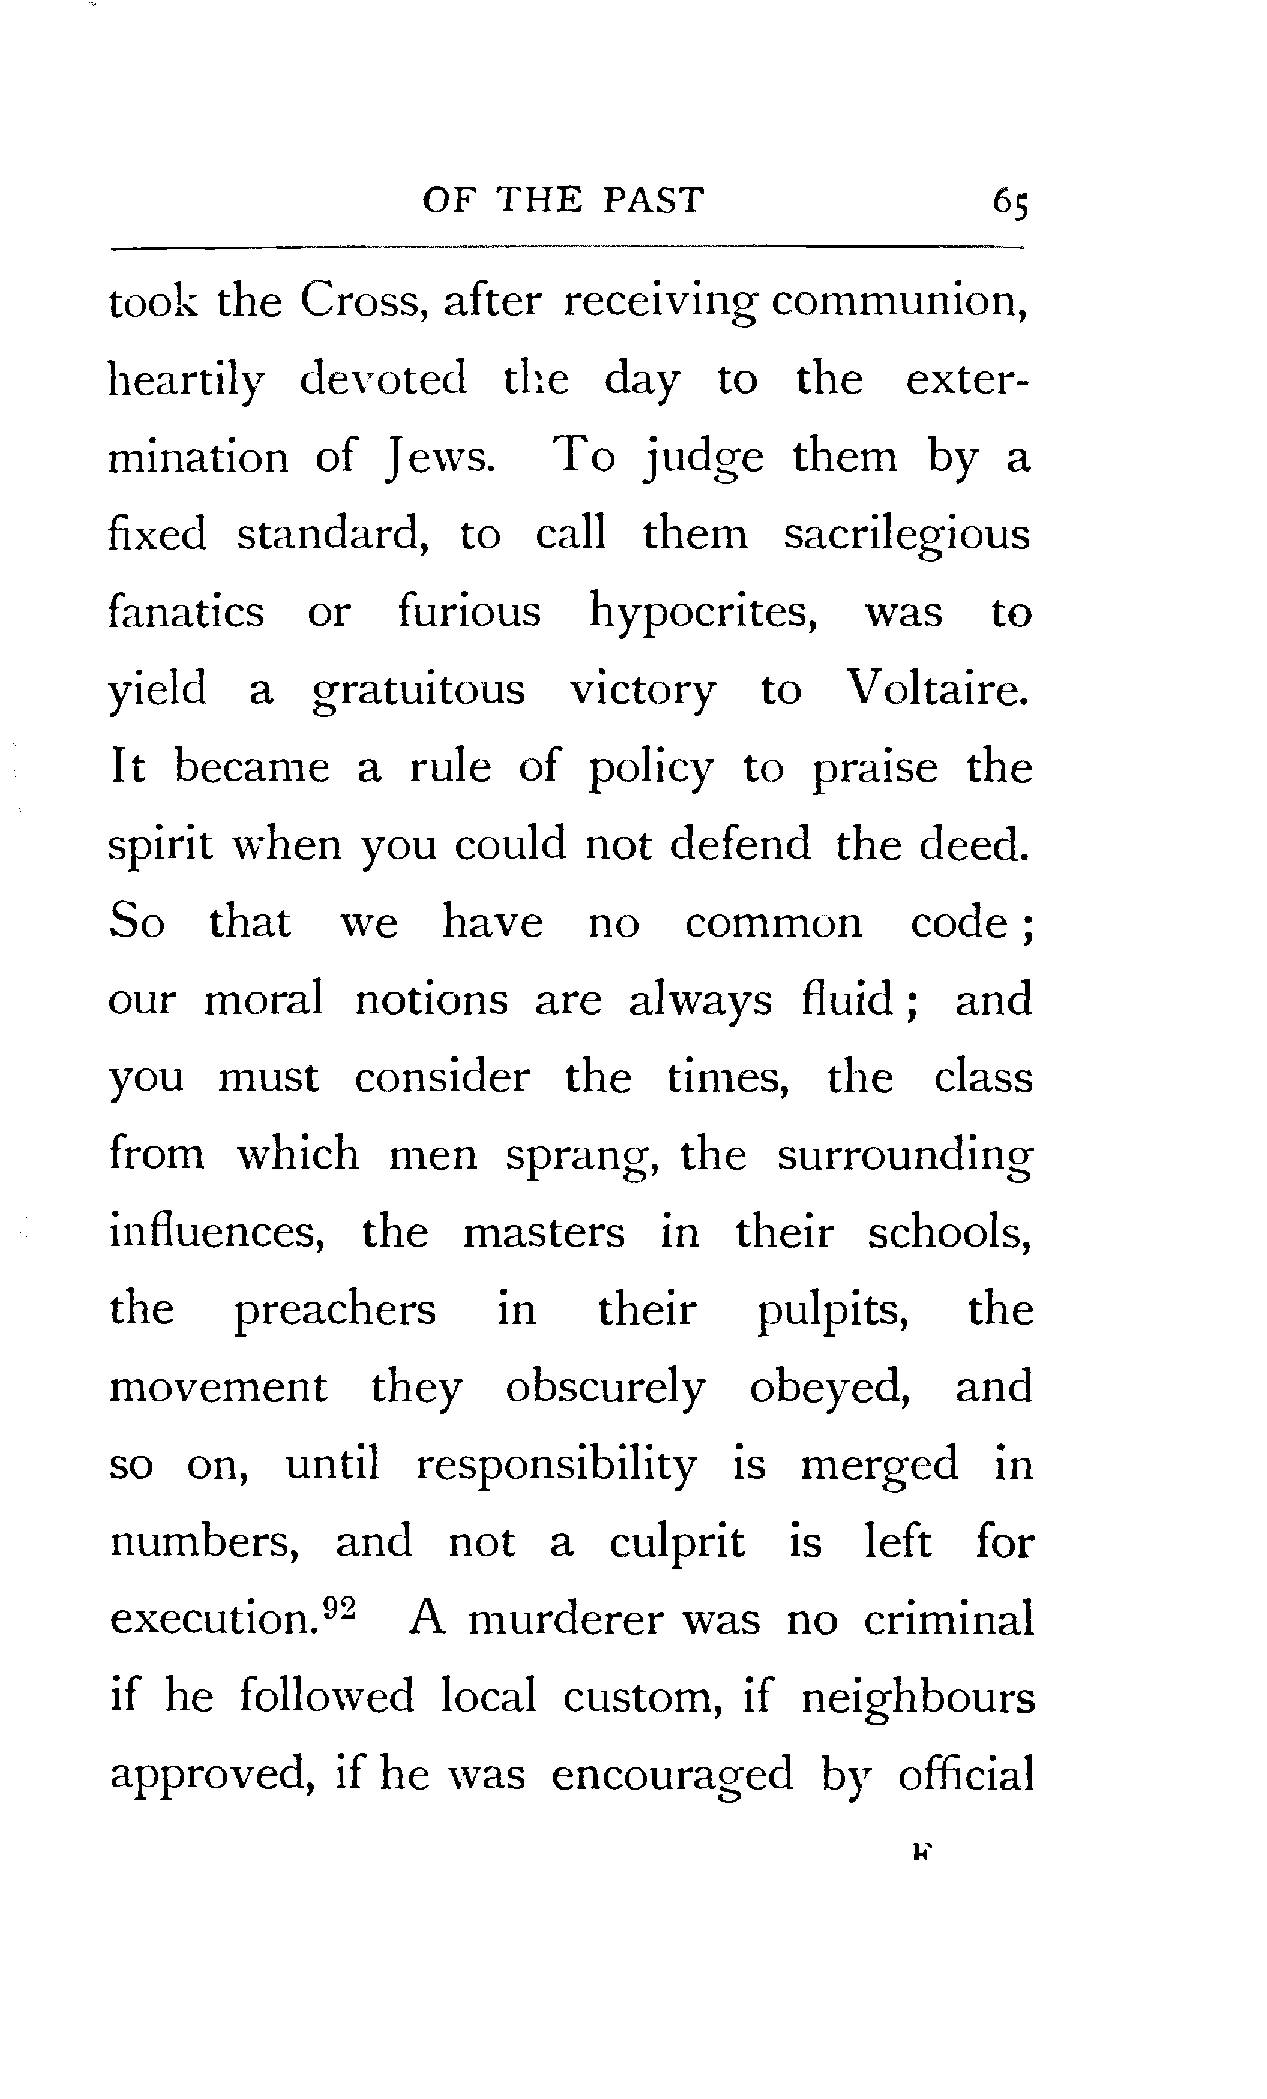 OF THE PAST 65
took the Cross, after receiving communion,
heartily devoted the day to the exter-
mination of Jews. To judge them by a
fixed standard, to call them sacrilegious
fanatics or furious hypocrites, was to
yield a gratuitous victory to Voltaire.
It became a rule of policy to praise the
spirit when you could not defend the deed.
So that we have no common code ;
our moral notions are always fluid ; and
you must consider the times, the class
from which men sprang, the surrounding
influences, the masters in their schools,
the preachers in their pulpits, the
movement they obscurely obeyed, and
so on, until responsibility is merged in
numbers, and not a culprit is left for
execution.⁹² A murderer was no criminal
if he followed local custom, if neighbours
approved, if he was encouraged by official
F